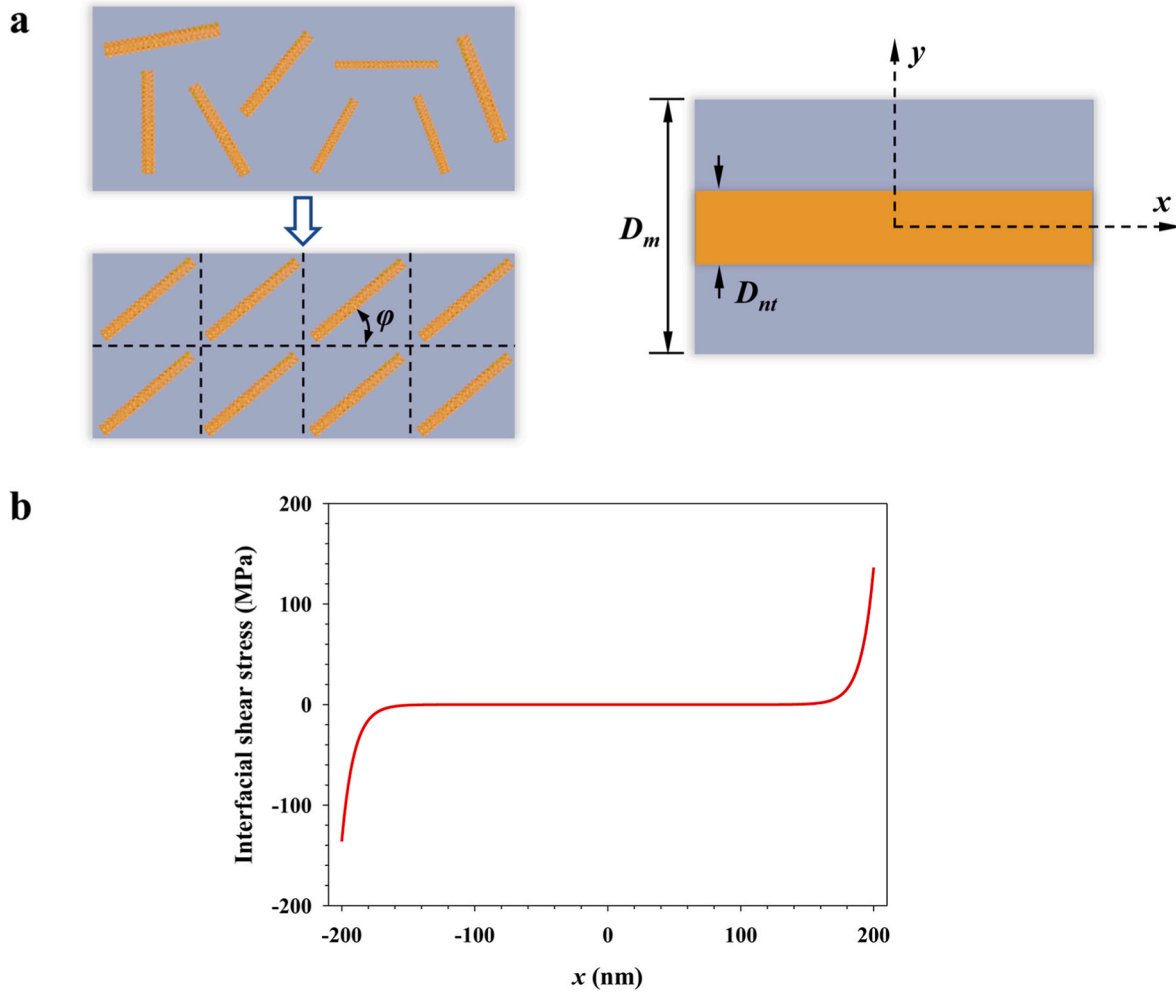 a
φ
y
x
D_m
D_nt
b
Interfacial shear stress (MPa)
200
100
0
-100
-200
-200
-100
0
100
200
x (nm)